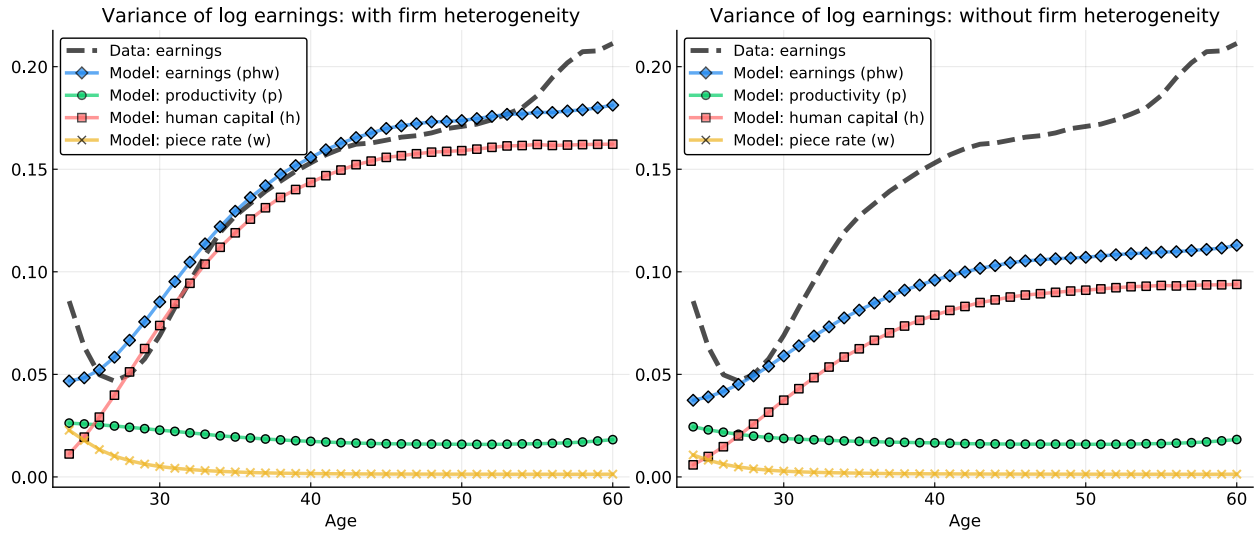 Variance of log earnings: with firm heterogeneity
Data: earnings
Model: earnings (phw)
Model: productivity (p)
Model: human capital (h)
Model: piece rate (w)
0.20
0.15
0.10
0.05
0.00
30
40
50
60
Age
Variance of log earnings: without firm heterogeneity
Data: earnings
Model: earnings (phw)
Model: productivity (p)
Model: human capital (h)
Model: piece rate (w)
0.20
0.15
0.10
0.05
0.00
30
40
50
60
Age